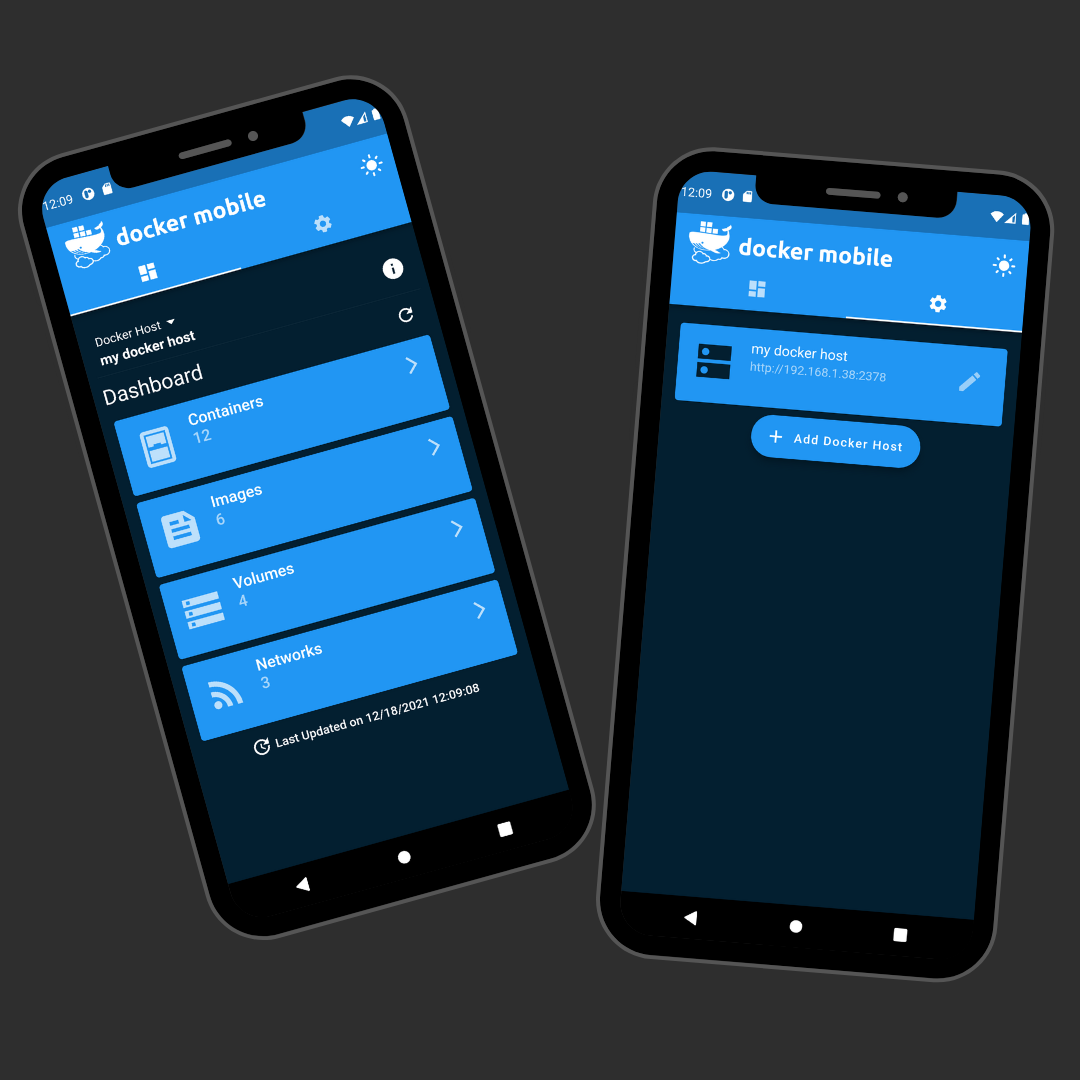 12:09
docker mobile
Docker Host
my docker host
Dashboard
Containers
12
Images
6
Volumes
4
Networks
3
Last Updated on 12/18/2021 12:09:08
12:09
docker mobile
my docker host
http://192.168.1.38:2378
+ Add Docker Host